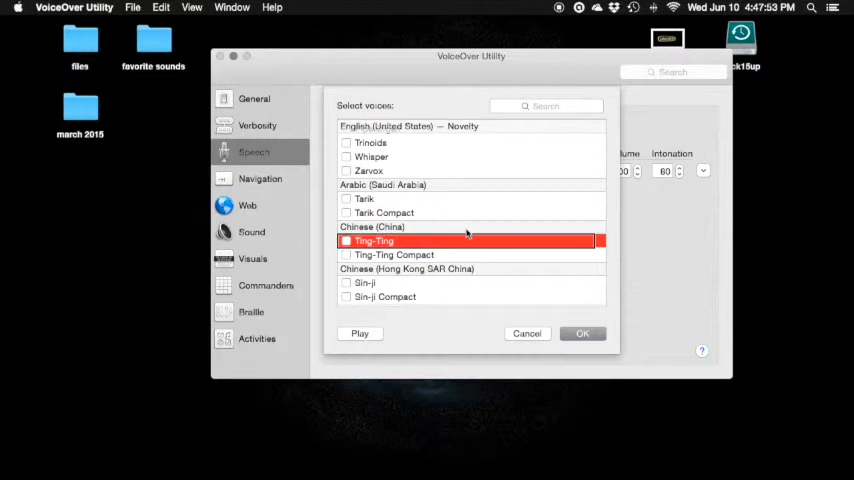 VoiceOver Utility File Edit View Window Help Wed Jun 10 4:47:53 PM
files
favorite sounds
march 2015
VoiceOver Utility
Search
General
Verbosity
Speech
Navigation
Web
Sound
Visuals
Commanders
Braille
Activities
Select voices:
Search
English (United States) — Novelty
Trinoids
Whisper
Zarvox
Arabic (Saudi Arabia)
Tarik
Tarik Compact
Chinese (China)
Ting-Ting
Ting-Ting Compact
Chinese (Hong Kong SAR China)
Sin-ji
Sin-ji Compact
Play Cancel OK
lume Intonation
00 60
?
ck15up